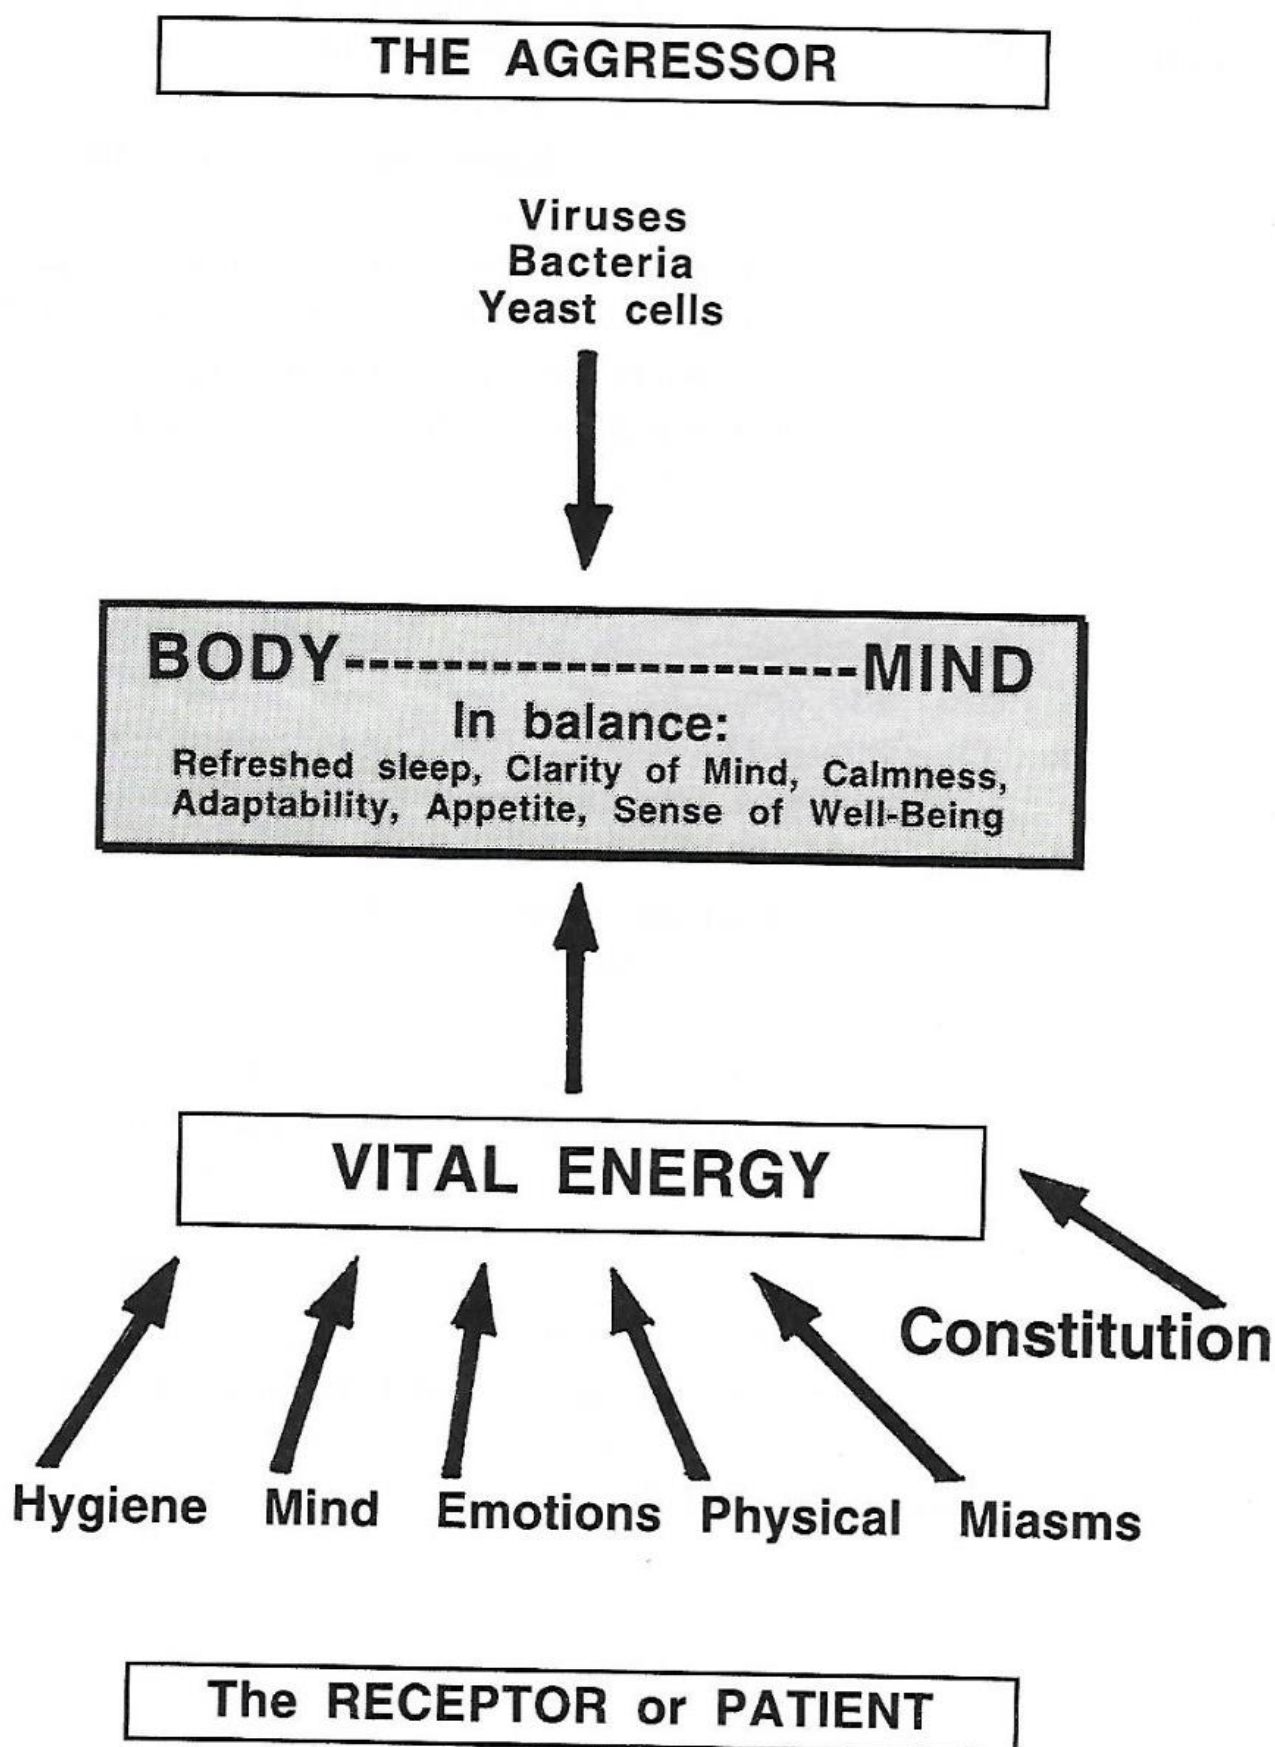 THE AGGRESSOR
Viruses
Bacteria
Yeast cells
BODY---------------------MIND
In balance:
Refreshed sleep, Clarity of Mind, Calmness,
Adaptability, Appetite, Sense of Well-Being
VITAL ENERGY
Constitution
Hygiene Mind Emotions Physical Miasms
The RECEPTOR or PATIENT